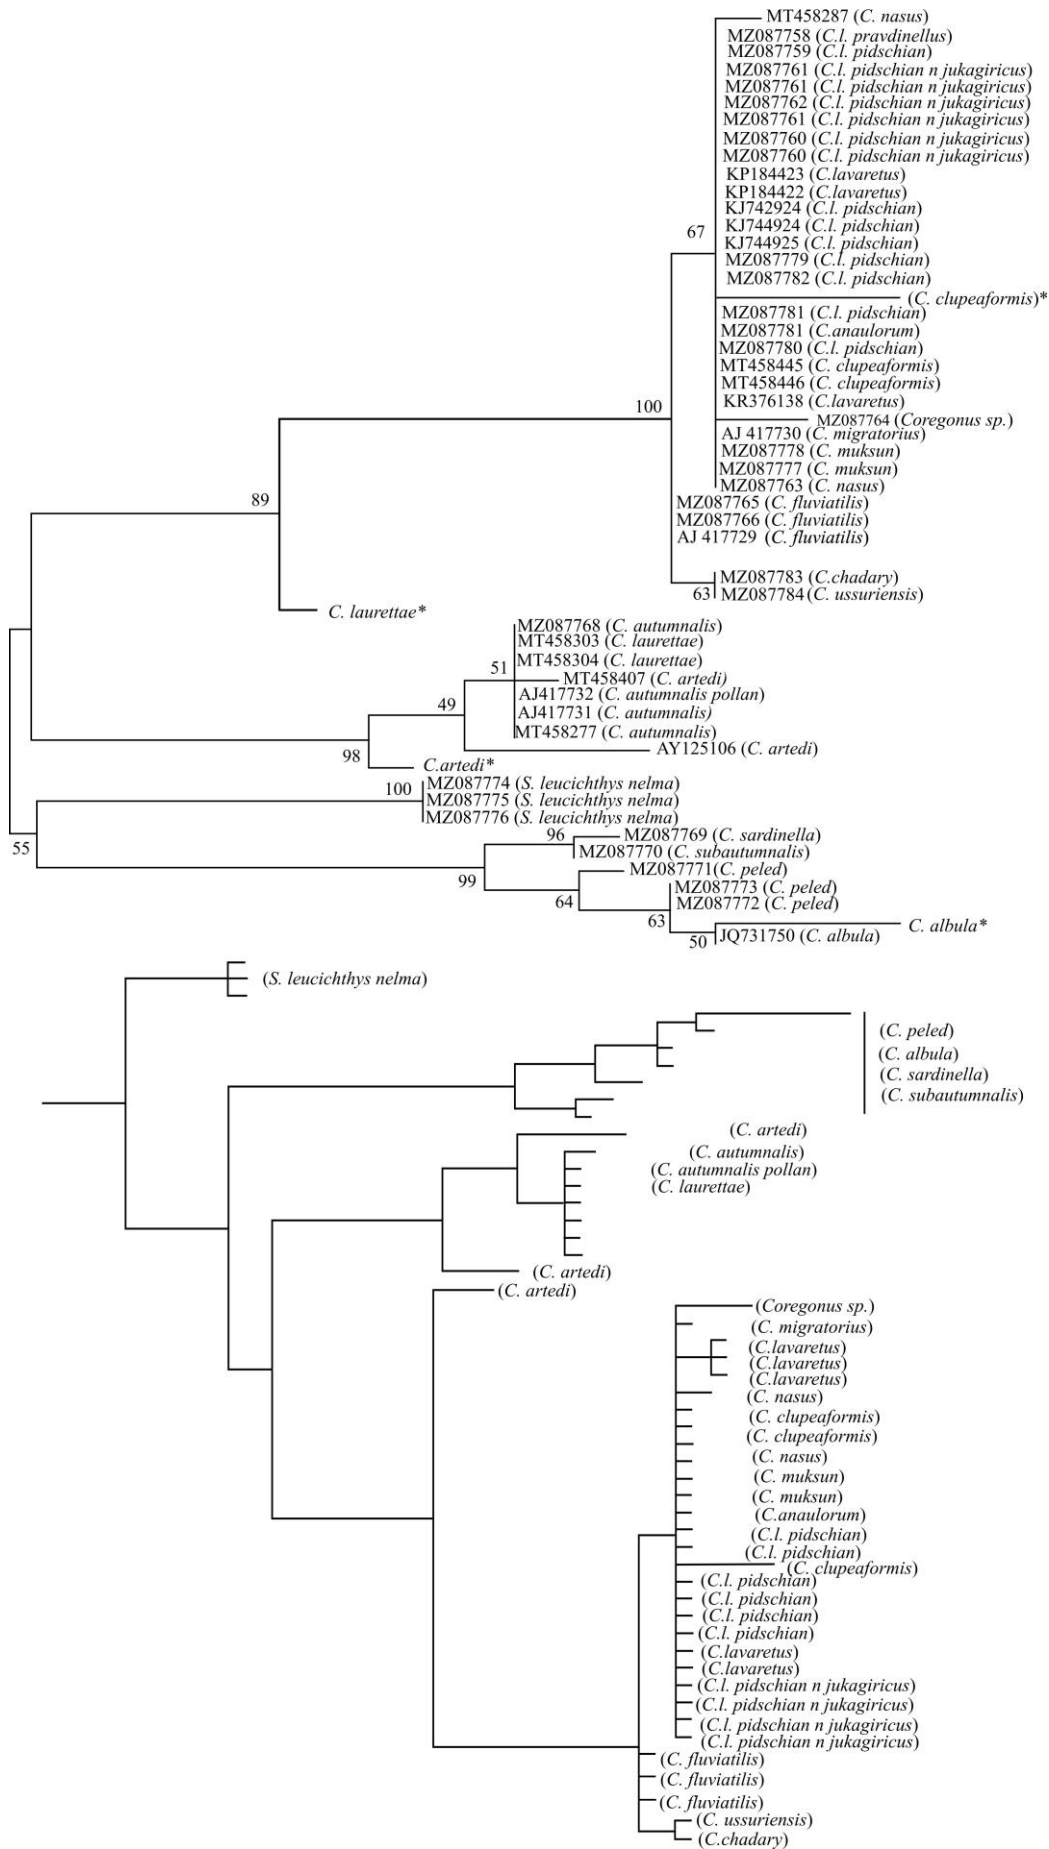 MT458287 (C. nasus)
MZ087758 (C.l. pravdinellus)
MZ087759 (C.l. pidschian)
MZ087761 (C.l. pidschian n jukagiricus)
MZ087761 (C.l. pidschian n jukagiricus)
MZ087762 (C.l. pidschian n jukagiricus)
MZ087761 (C.l. pidschian n jukagiricus)
MZ087760 (C.l. pidschian n jukagiricus)
MZ087760 (C.l. pidschian n jukagiricus)
KP184423 (C.lavaretus)
KP184422 (C.lavaretus)
KJ742924 (C.l. pidschian)
KJ744924 (C.l. pidschian)
67
KJ744925 (C.l. pidschian)
MZ087779 (C.l. pidschian)
MZ087782 (C.l. pidschian)
(C. clupeaformis)*
MZ087781 (C.l. pidschian)
MZ087781 (C.anaulorum)
MZ087780 (C.l. pidschian)
MT458445 (C. clupeaformis)
MT458446 (C. clupeaformis)
KR376138 (C.lavaretus)
100
MZ087764 (Coregonus sp.)
AJ 417730 (C. migratorius)
MZ087778 (C. muksun)
MZ087777 (C. muksun)
MZ087763 (C. nasus)
89
MZ087765 (C. fluviatilis)
MZ087766 (C. fluviatilis)
AJ 417729 (C. fluviatilis)
MZ087783 (C.chadary)
63 MZ087784 (C. ussuriensis)
C. laurettae*
MZ087768 (C. autumnalis)
MT458303 (C. laurettae)
MT458304 (C. laurettae)
51
MT458407 (C. artedi)
AJ417732 (C. autumnalis pollan)
49
AJ417731 (C. autumnalis)
MT458277 (C. autumnalis)
98
AY125106 (C. artedi)
C.artedi*
MZ087774 (S. leucichthys nelma)
100
MZ087775 (S. leucichthys nelma)
MZ087776 (S. leucichthys nelma)
96
MZ087769 (C. sardinella)
55
MZ087770 (C. subautumnalis)
99
MZ087771(C. peled)
64
MZ087773 (C. peled)
MZ087772 (C. peled)
63
C. albula*
50 JQ731750 (C. albula)
(S. leucichthys nelma)
(C. peled)
(C. albula)
(C. sardinella)
(C. subautumnalis)
(C. artedi)
(C. autumnalis)
(C. autumnalis pollan)
(C. laurettae)
(C. artedi)
(C. artedi)
(Coregonus sp.)
(C. migratorius)
(C.lavaretus)
(C.lavaretus)
(C.lavaretus)
(C. nasus)
(C. clupeaformis)
(C. clupeaformis)
(C. nasus)
(C. muksun)
(C. muksun)
(C.anaulorum)
(C.l. pidschian)
(C.l. pidschian)
(C. clupeaformis)
(C.l. pidschian)
(C.l. pidschian)
(C.l. pidschian)
(C.l. pidschian)
(C.lavaretus)
(C.lavaretus)
(C.l. pidschian n jukagiricus)
(C.l. pidschian n jukagiricus)
(C.l. pidschian n jukagiricus)
(C.l. pidschian n jukagiricus)
(C. fluviatilis)
(C. fluviatilis)
(C. fluviatilis)
(C. ussuriensis)
(C.chadary)